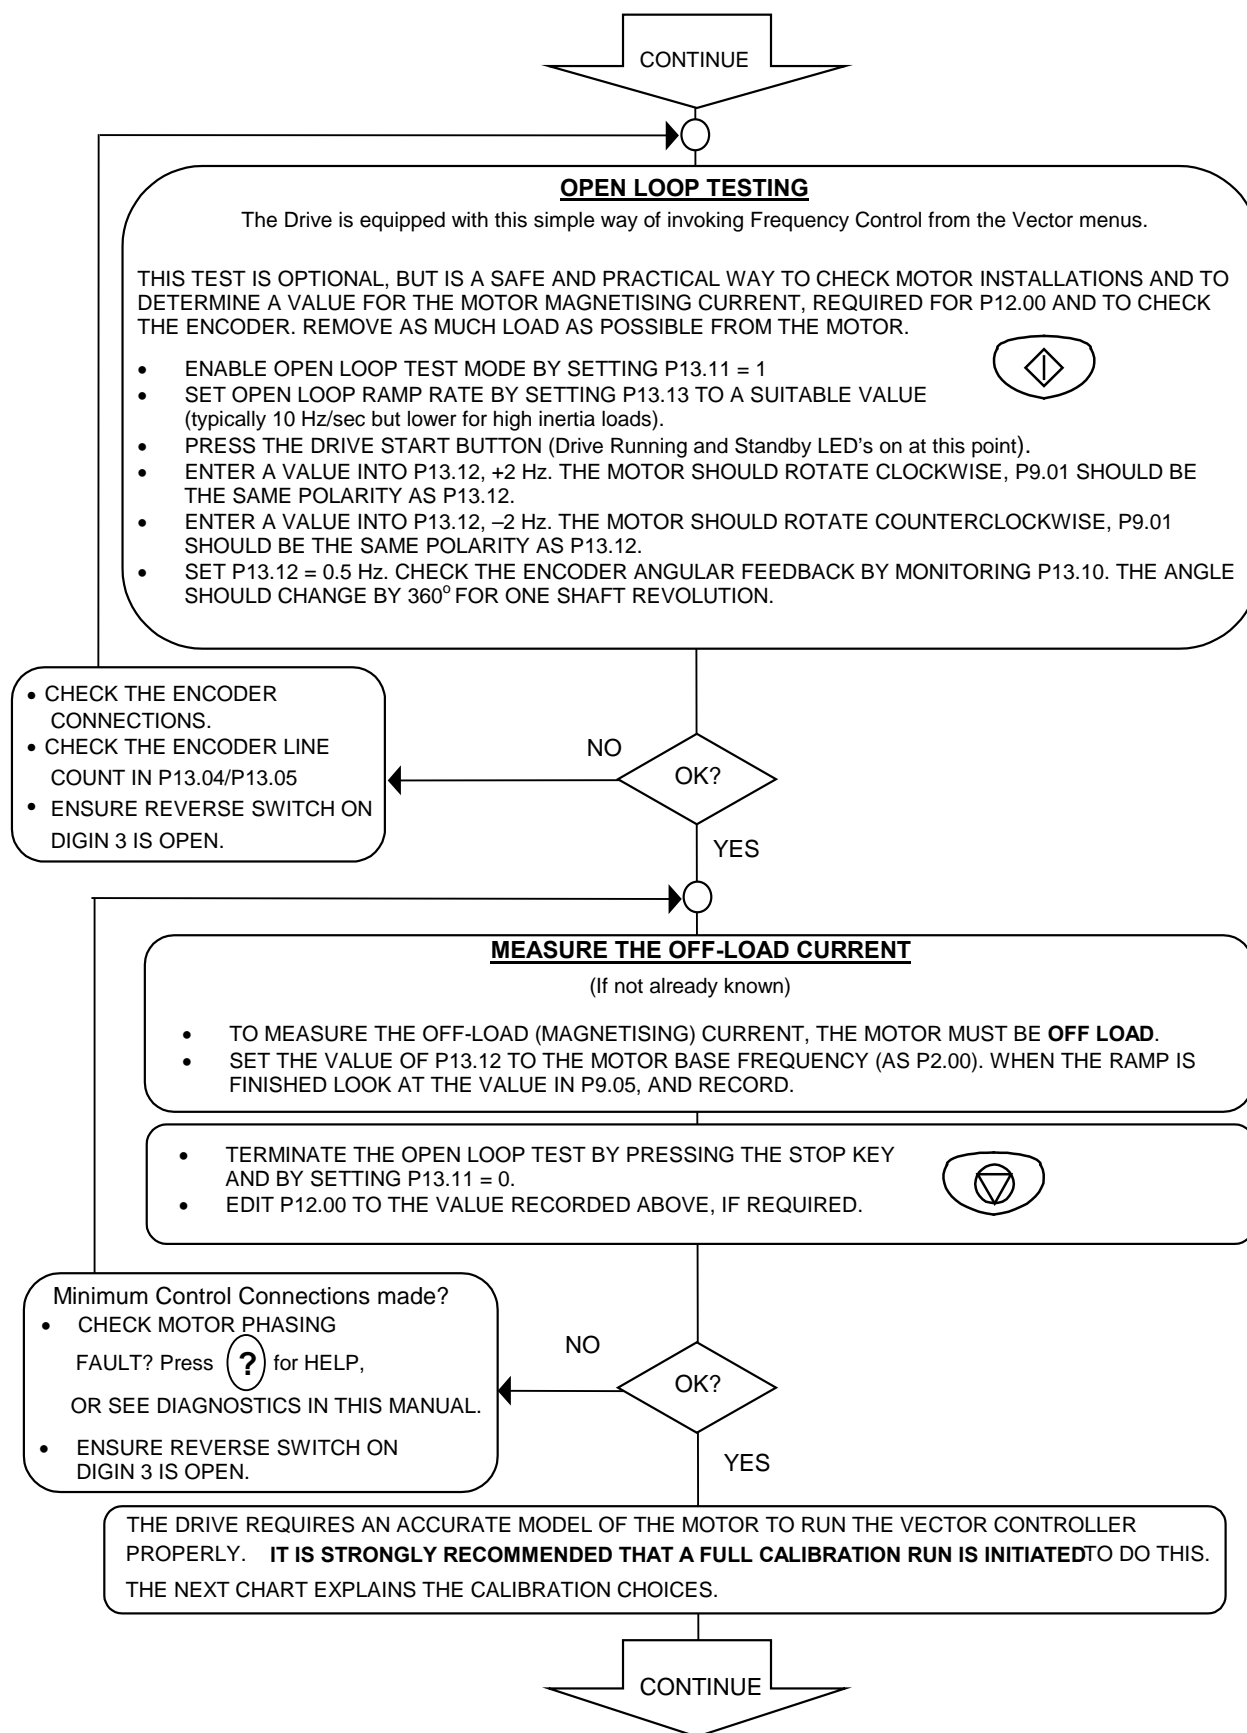 CONTINUE
OPEN LOOP TESTING
The Drive is equipped with this simple way of invoking Frequency Control from the Vector menus.
THIS TEST IS OPTIONAL, BUT IS A SAFE AND PRACTICAL WAY TO CHECK MOTOR INSTALLATIONS AND TO
DETERMINE A VALUE FOR THE MOTOR MAGNETISING CURRENT, REQUIRED FOR P12.00 AND TO CHECK
THE ENCODER. REMOVE AS MUCH LOAD AS POSSIBLE FROM THE MOTOR.
• ENABLE OPEN LOOP TEST MODE BY SETTING P13.11 = 1
• SET OPEN LOOP RAMP RATE BY SETTING P13.13 TO A SUITABLE VALUE
(typically 10 Hz/sec but lower for high inertia loads).
• PRESS THE DRIVE START BUTTON (Drive Running and Standby LED's on at this point).
• ENTER A VALUE INTO P13.12, +2 Hz. THE MOTOR SHOULD ROTATE CLOCKWISE, P9.01 SHOULD BE
THE SAME POLARITY AS P13.12.
• ENTER A VALUE INTO P13.12, –2 Hz. THE MOTOR SHOULD ROTATE COUNTERCLOCKWISE, P9.01
SHOULD BE THE SAME POLARITY AS P13.12.
• SET P13.12 = 0.5 Hz. CHECK THE ENCODER ANGULAR FEEDBACK BY MONITORING P13.10. THE ANGLE
SHOULD CHANGE BY 360° FOR ONE SHAFT REVOLUTION.
• CHECK THE ENCODER
CONNECTIONS.
• CHECK THE ENCODER LINE
COUNT IN P13.04/P13.05
• ENSURE REVERSE SWITCH ON
DIGIN 3 IS OPEN.
NO
OK?
YES
MEASURE THE OFF-LOAD CURRENT
(If not already known)
• TO MEASURE THE OFF-LOAD (MAGNETISING) CURRENT, THE MOTOR MUST BE OFF LOAD.
• SET THE VALUE OF P13.12 TO THE MOTOR BASE FREQUENCY (AS P2.00). WHEN THE RAMP IS
FINISHED LOOK AT THE VALUE IN P9.05, AND RECORD.
• TERMINATE THE OPEN LOOP TEST BY PRESSING THE STOP KEY
AND BY SETTING P13.11 = 0.
• EDIT P12.00 TO THE VALUE RECORDED ABOVE, IF REQUIRED.
Minimum Control Connections made?
• CHECK MOTOR PHASING
FAULT? Press ? for HELP,
OR SEE DIAGNOSTICS IN THIS MANUAL.
• ENSURE REVERSE SWITCH ON
DIGIN 3 IS OPEN.
NO
OK?
YES
THE DRIVE REQUIRES AN ACCURATE MODEL OF THE MOTOR TO RUN THE VECTOR CONTROLLER
PROPERLY. IT IS STRONGLY RECOMMENDED THAT A FULL CALIBRATION RUN IS INITIATEDTO DO THIS.
THE NEXT CHART EXPLAINS THE CALIBRATION CHOICES.
CONTINUE